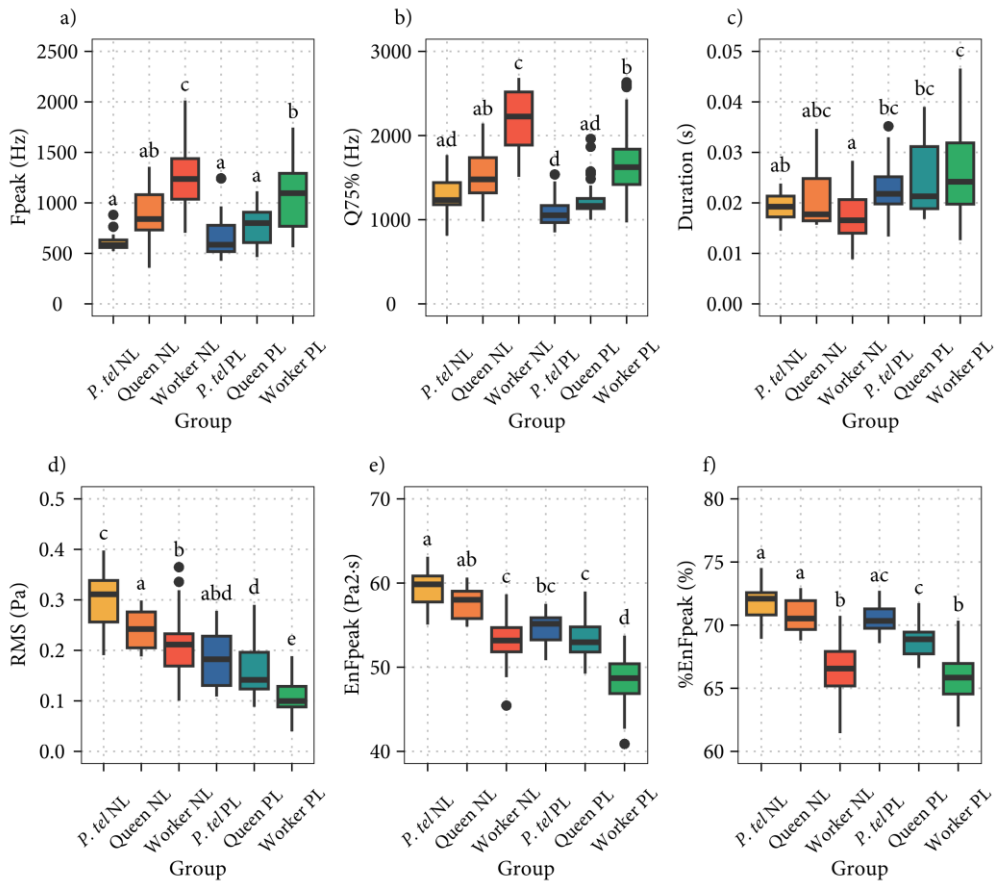 a)
2500
2000
1500
1000
500
0
Fpeak (Hz)
a
ab
c
a
a
b
P. tel NL
Queen NL
Worker NL
P. tel PL
Queen PL
Worker PL
Group
b)
3000
2000
1000
0
Q75% (Hz)
ad
ab
c
d
ad
b
P. tel NL
Queen NL
Worker NL
P. tel PL
Queen PL
Worker PL
Group
c)
0.05
0.04
0.03
0.02
0.01
0.00
Duration (s)
ab
abc
a
bc
bc
c
P. tel NL
Queen NL
Worker NL
P. tel PL
Queen PL
Worker PL
Group
d)
0.5
0.4
0.3
0.2
0.1
0.0
RMS (Pa)
c
a
b
abd
d
e
P. tel NL
Queen NL
Worker NL
P. tel PL
Queen PL
Worker PL
Group
e)
70
60
50
40
EnFpeak (Pa2·s)
a
ab
c
bc
c
d
P. tel NL
Queen NL
Worker NL
P. tel PL
Queen PL
Worker PL
Group
f)
80
75
70
65
60
%EnFpeak (%)
a
a
b
ac
c
b
P. tel NL
Queen NL
Worker NL
P. tel PL
Queen PL
Worker PL
Group